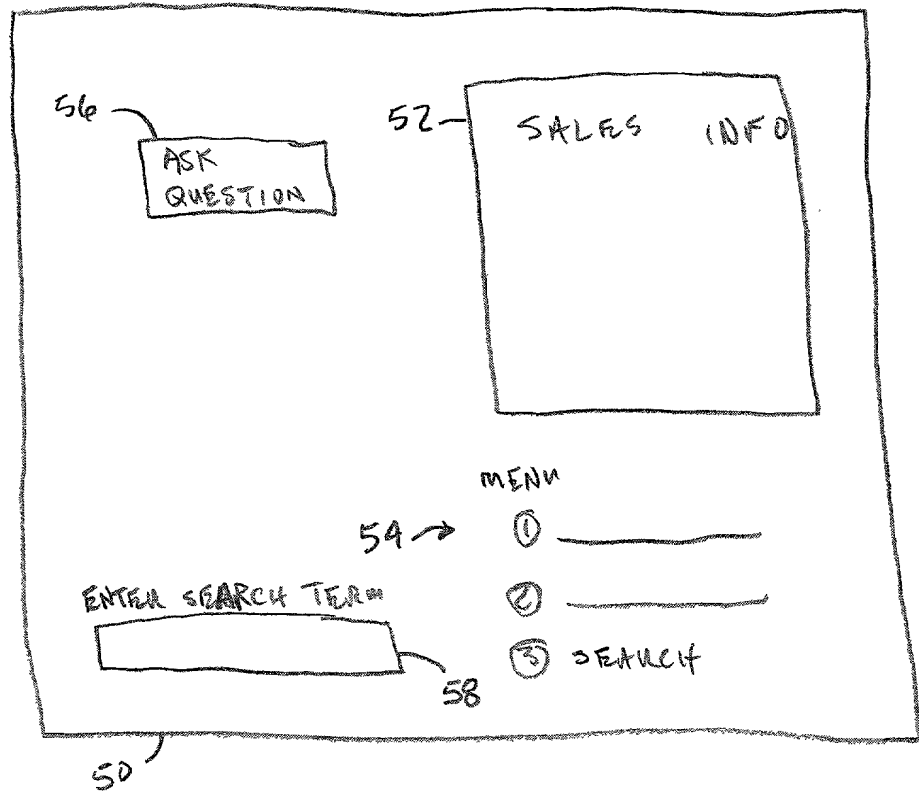 56
ASK
QUESTION
52
SALES INFO
MENU
54
1
2
3 SEARCH
ENTER SEARCH TERM
58
50